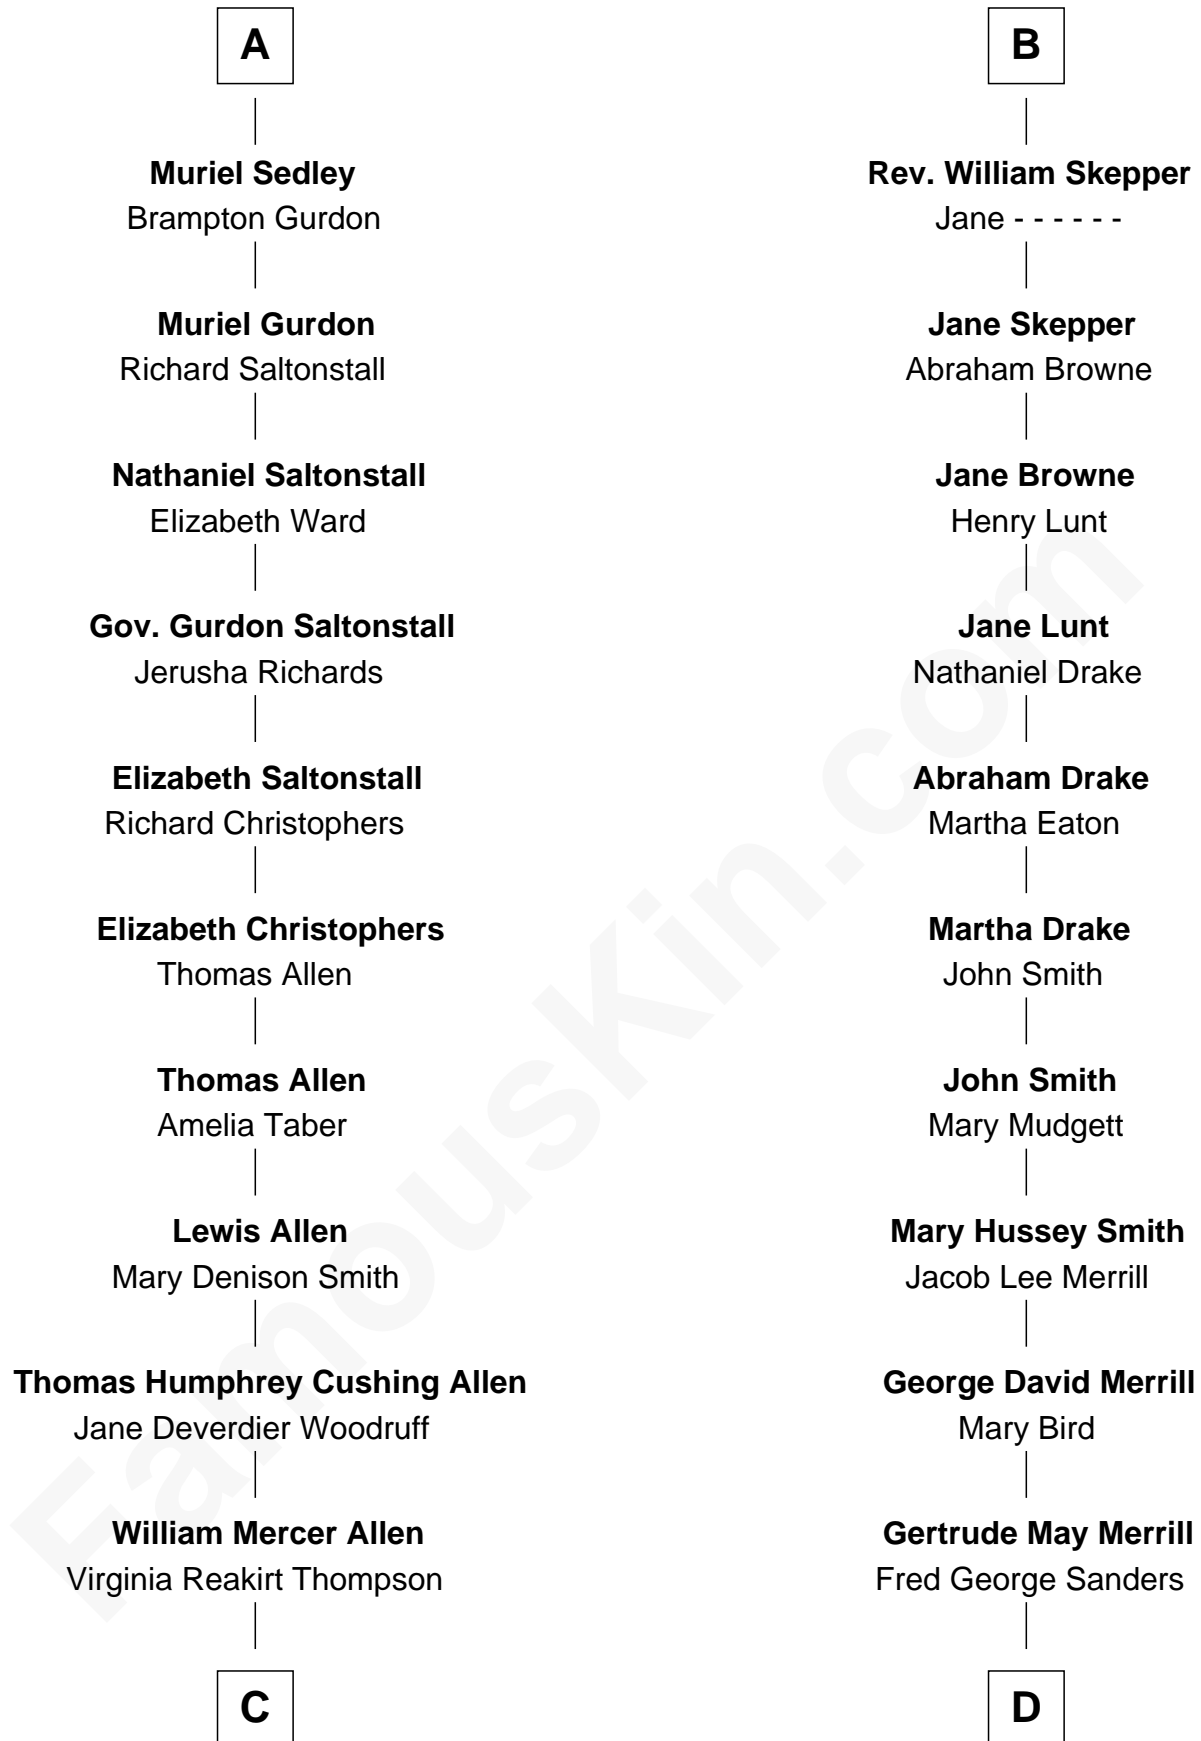 A
Muriel Sedley
Brampton Gurdon
Muriel Gurdon
Richard Saltonstall
Nathaniel Saltonstall
Elizabeth Ward
Gov. Gurdon Saltonstall
Jerusha Richards
Elizabeth Saltonstall
Richard Christophers
Elizabeth Christophers
Thomas Allen
Thomas Allen
Amelia Taber
Lewis Allen
Mary Denison Smith
Thomas Humphrey Cushing Allen
Jane Deverdier Woodruff
William Mercer Allen
Virginia Reakirt Thompson
C
B
Rev. William Skepper
Jane - - - - - -
Jane Skepper
Abraham Browne
Jane Browne
Henry Lunt
Jane Lunt
Nathaniel Drake
Abraham Drake
Martha Eaton
Martha Drake
John Smith
John Smith
Mary Mudgett
Mary Hussey Smith
Jacob Lee Merrill
George David Merrill
Mary Bird
Gertrude May Merrill
Fred George Sanders
D
FamousKin.com